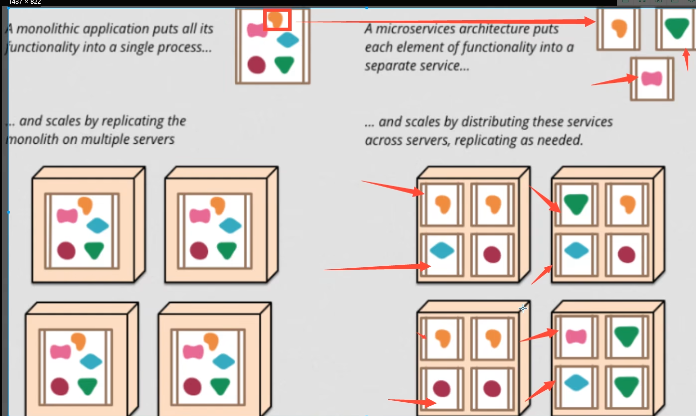 1437 × 822
A monolithic application puts all its
functionality into a single process...
A microservices architecture puts
each element of functionality into a
separate service...
... and scales by replicating the
monolith on multiple servers
... and scales by distributing these services
across servers, replicating as needed.